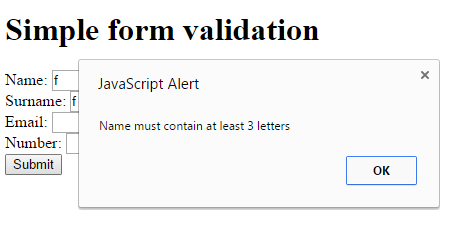 Simple form validation
Name: f
Surname: f
Email:
Number:
Submit
×
JavaScript Alert
Name must contain at least 3 letters
OK